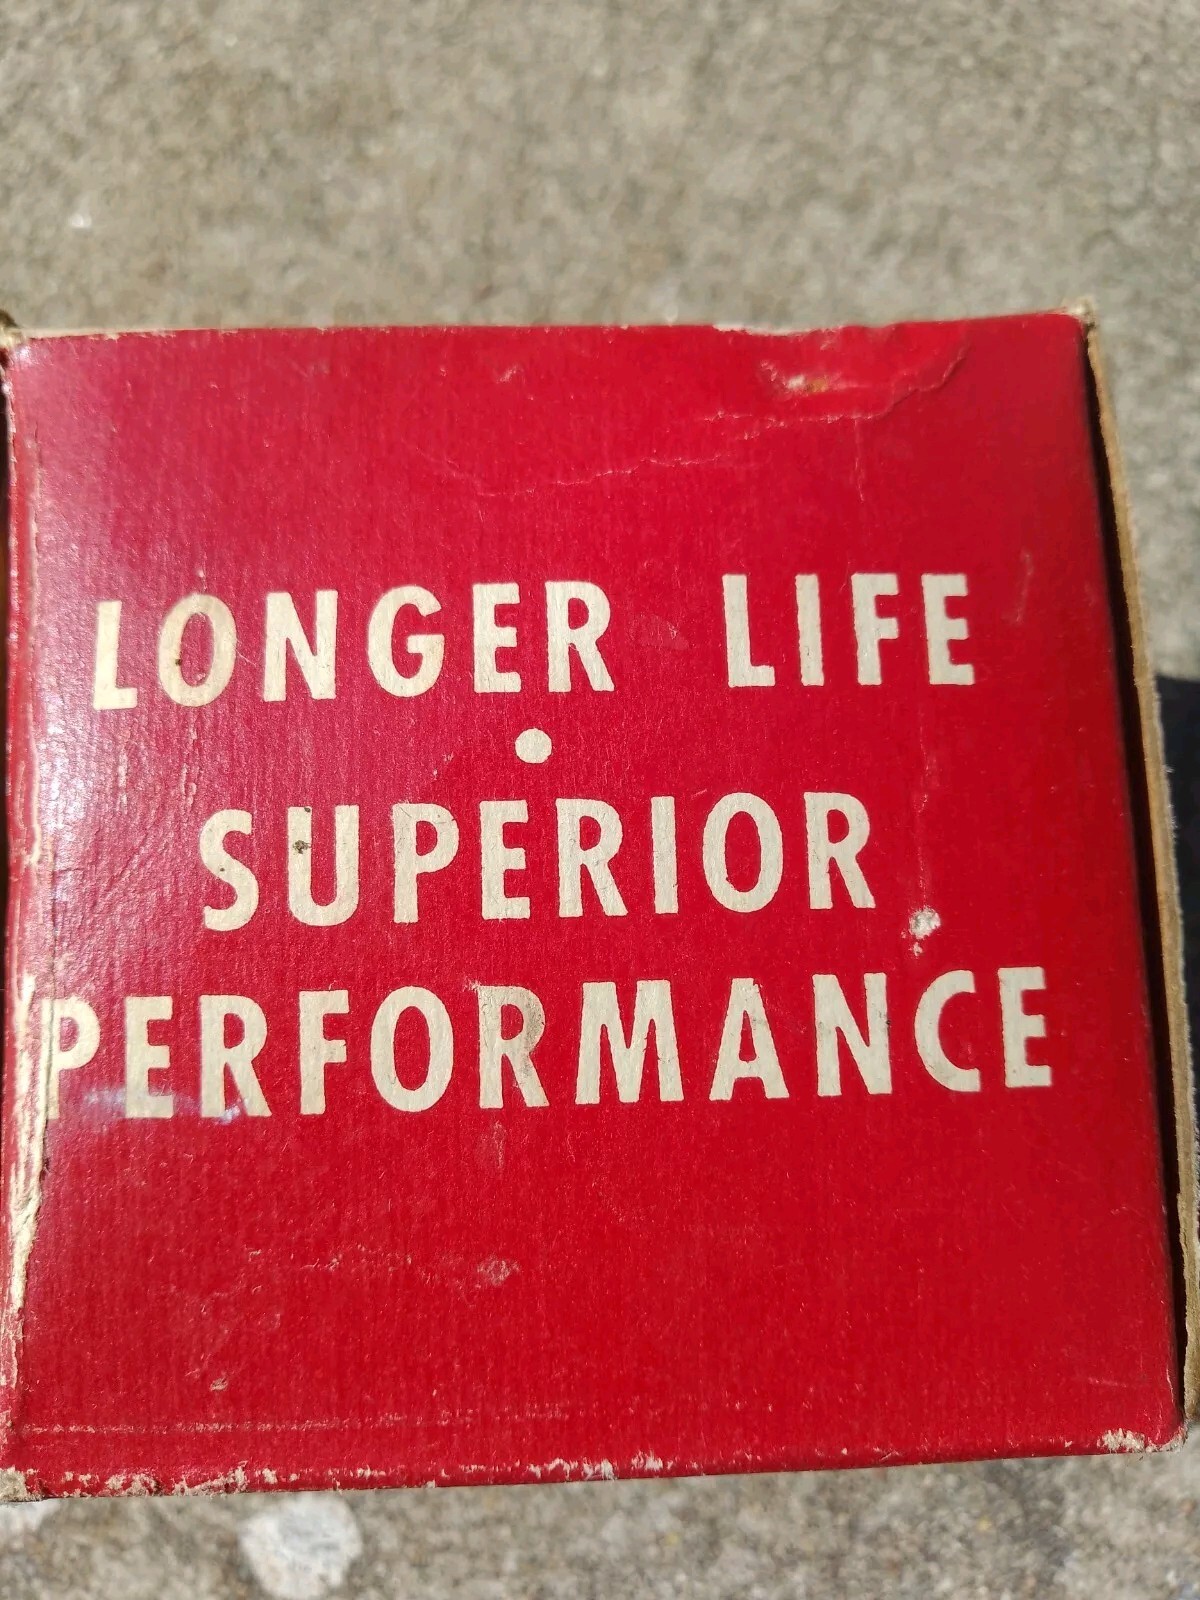 LONGER LIFE
•
SUPERIOR
PERFORMANCE